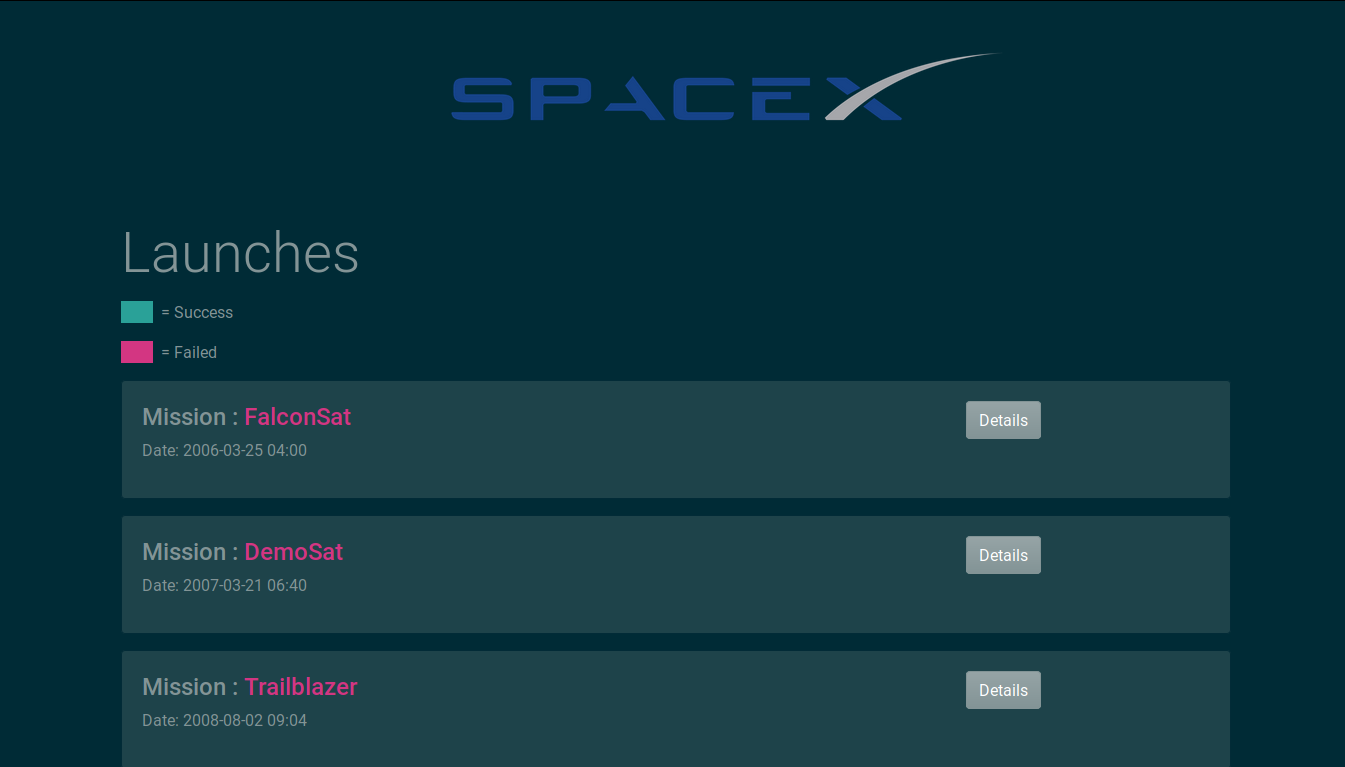 SPACEX
Launches
= Success
= Failed
Mission : FalconSat
Details
Date: 2006-03-25 04:00
Mission : DemoSat
Details
Date: 2007-03-21 06:40
Mission : Trailblazer
Details
Date: 2008-08-02 09:04